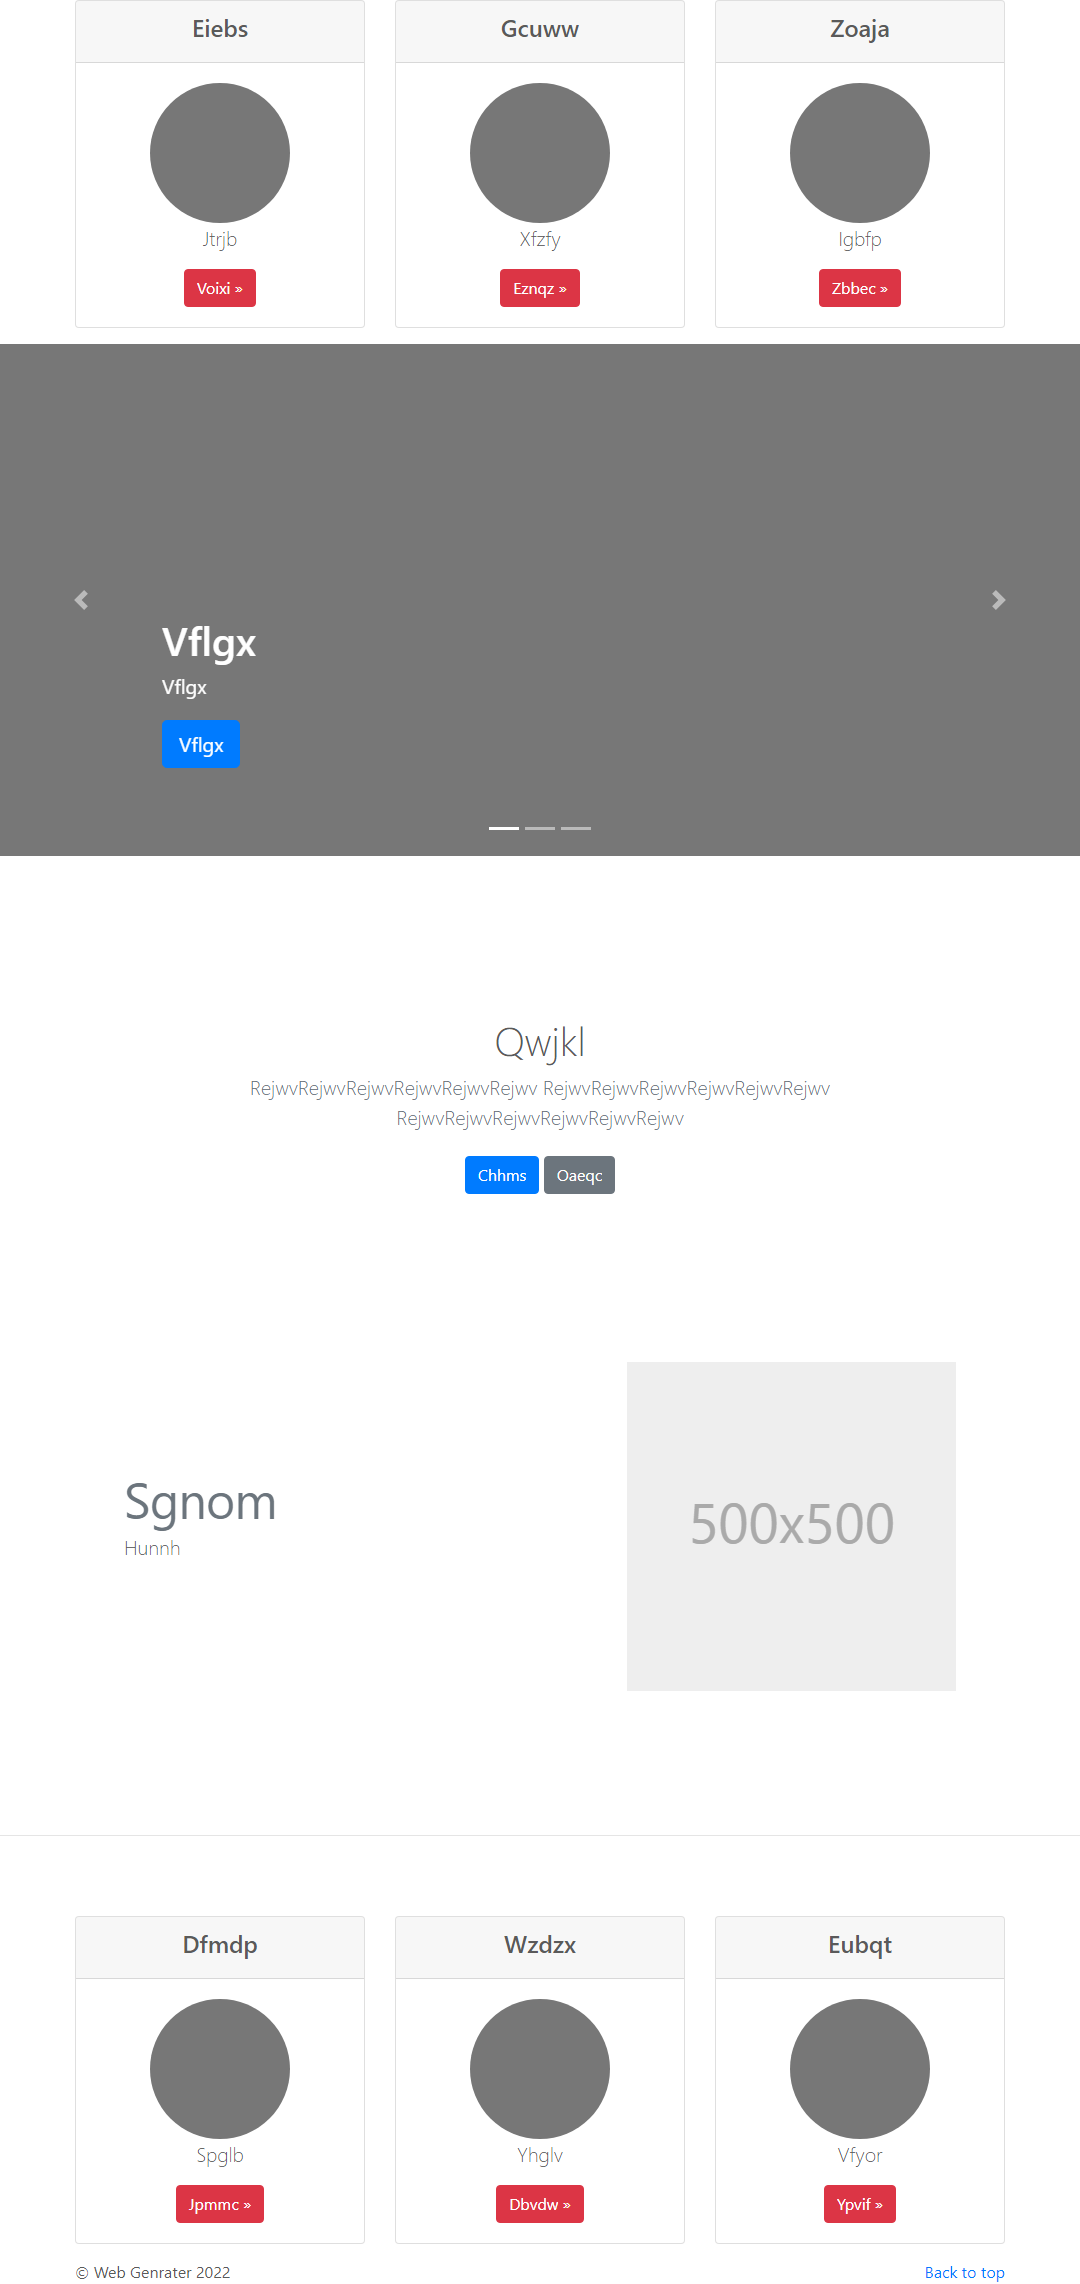 Eiebs
Gcuww
Zoaja
Jtrjb
Xfzfy
Igbfp
Voixi »
Eznqz »
Zbbec »
Vflgx
Vflgx
Vflgx
Qwjkl
RejwvRejwvRejwvRejwvRejwvRejwv RejwvRejwvRejwvRejwvRejwvRejwv
RejwvRejwvRejwvRejwvRejwvRejwv
Chhms Oaeqc
Sgnom
Hunnh
500x500
Dfmdp
Wzdzx
Eubqt
Spglb
Yhglv
Vfyor
Jpmmc »
Dbvdw »
Ypvif »
© Web Genrater 2022
Back to top